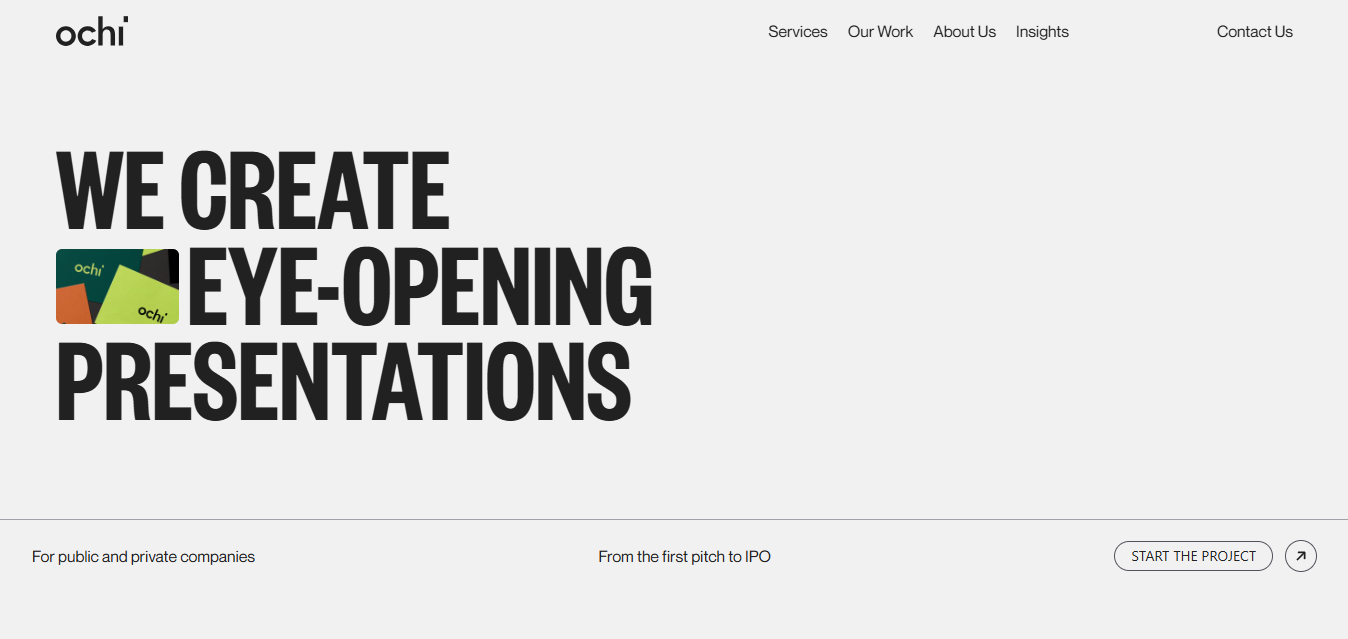 ochi
Services Our Work About Us Insights Contact Us
WE CREATE
ochi
ochi
EYE-OPENING
PRESENTATIONS
For public and private companies From the first pitch to IPO START THE PROJECT